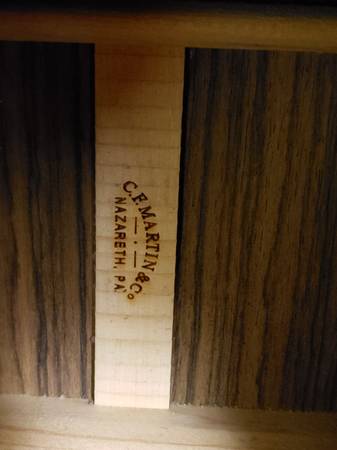 C.F. MARTIN & Co.
NAZARETH, PA.